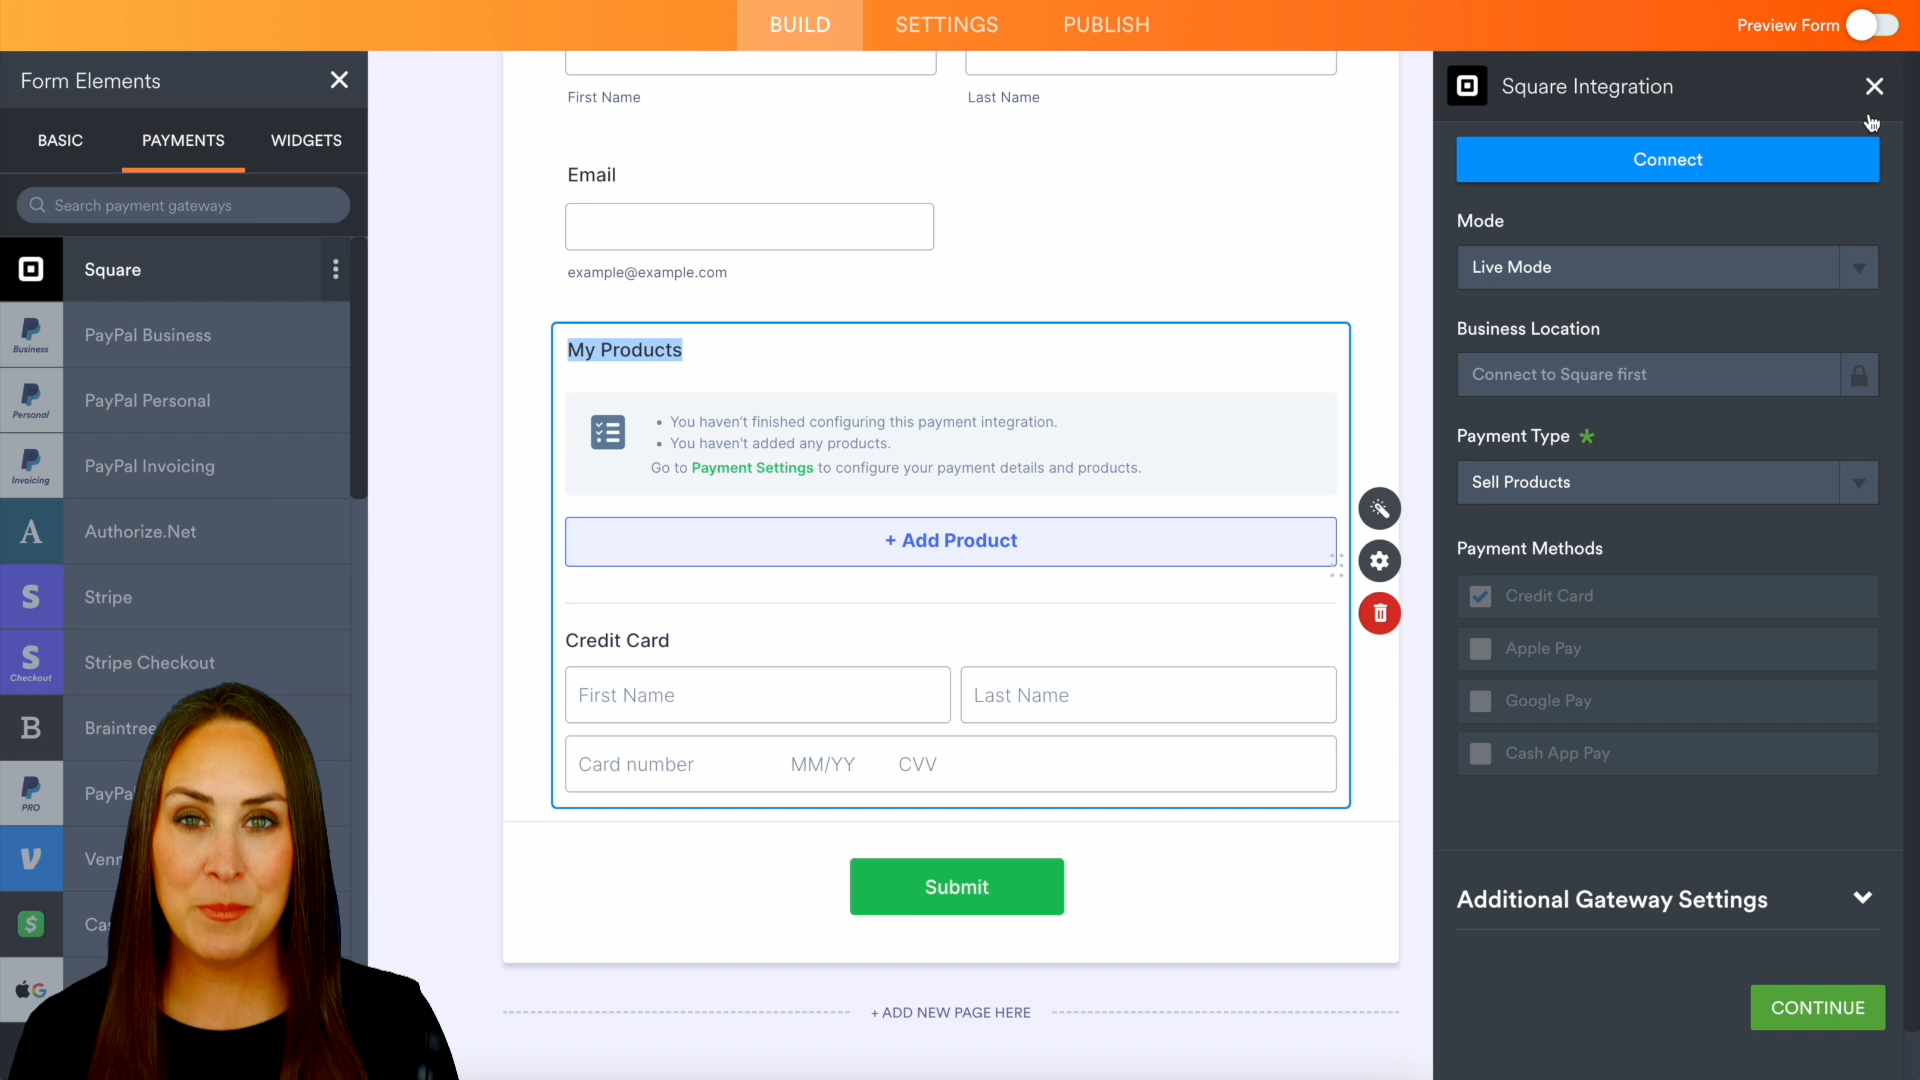 BUILD
SETTINGS
PUBLISH
Preview Form
Form Elements
BASIC
PAYMENTS
WIDGETS
Search payment gateways
Square
Business
PayPal Business
Personal
PayPal Personal
Invoicing
PayPal Invoicing
A
Authorize.Net
S
Stripe
S
Checkout
Stripe Checkout
B
Braintree
PRO
PayPa
Venm
Cas
First Name
Last Name
Email
example@example.com
My Products
• You haven't finished configuring this payment integration.
• You haven't added any products.
Go to Payment Settings to configure your payment details and products.
+ Add Product
Credit Card
First Name
Last Name
Card number
MM/YY
CVV
Submit
+ ADD NEW PAGE HERE
Square Integration
Connect
Mode
Live Mode
Business Location
Connect to Square first
Payment Type *
Sell Products
Payment Methods
Credit Card
Apple Pay
Google Pay
Cash App Pay
Additional Gateway Settings
CONTINUE